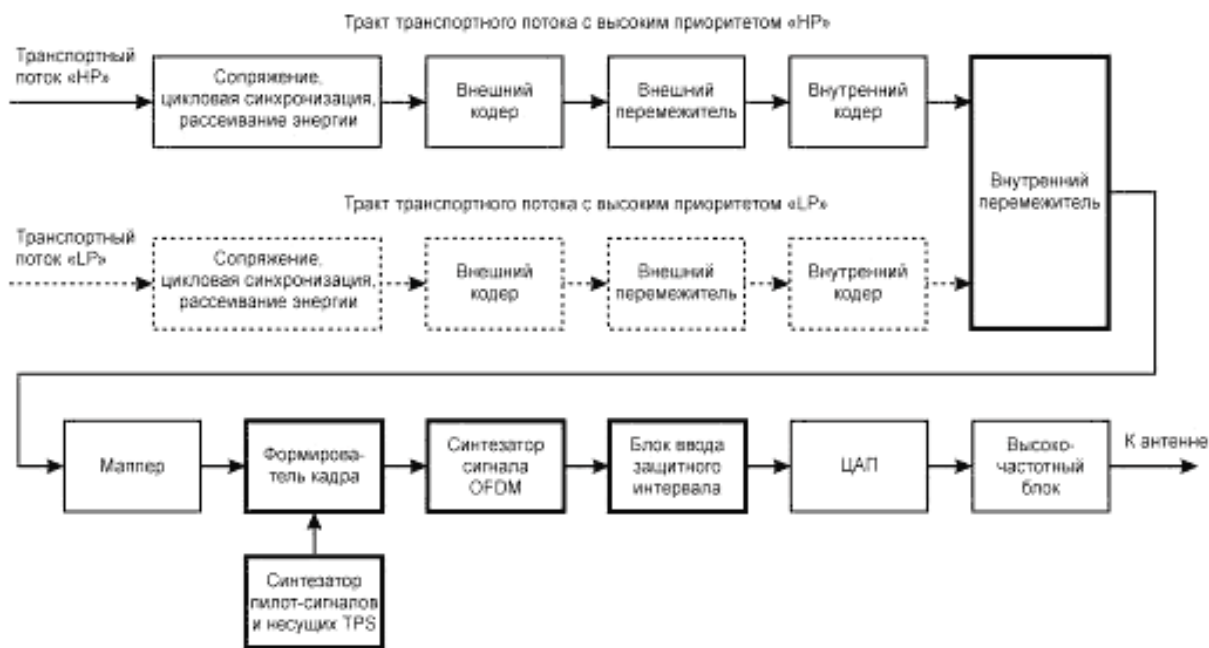 Тракт транспортного потока с высоким приоритетом «HP»
Транспортный
поток «HP»
Сопряжение,
цикловая синхронизация,
рассеивание энергии
Внешний
кодер
Внешний
перемежитель
Внутренний
кодер
Внутренний
перемежитель
Тракт транспортного потока с высоким приоритетом «LP»
Транспортный
поток «LP»
Сопряжение,
цикловая синхронизация,
рассеивание энергии
Внешний
кодер
Внешний
перемежитель
Внутренний
кодер
Маппер
Формирова-
тель кадра
Синтезатор
сигнала
OFDM
Блок ввода
защитного
интервала
ЦАП
Высоко-
частотный
блок
К антенне
Синтезатор
пилот-сигналов
и несущих TPS